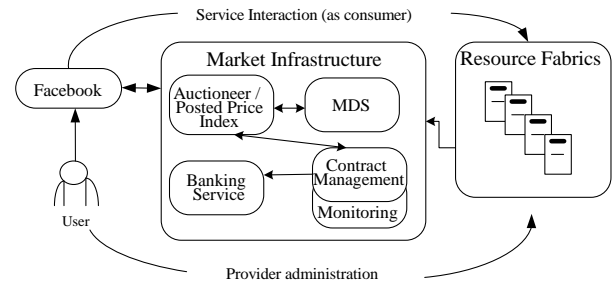 Service Interaction (as consumer)
Market Infrastructure
Resource Fabrics
Facebook
Auctioneer /
Posted Price
Index
MDS
Banking
Service
Contract
Management
Monitoring
User
Provider administration